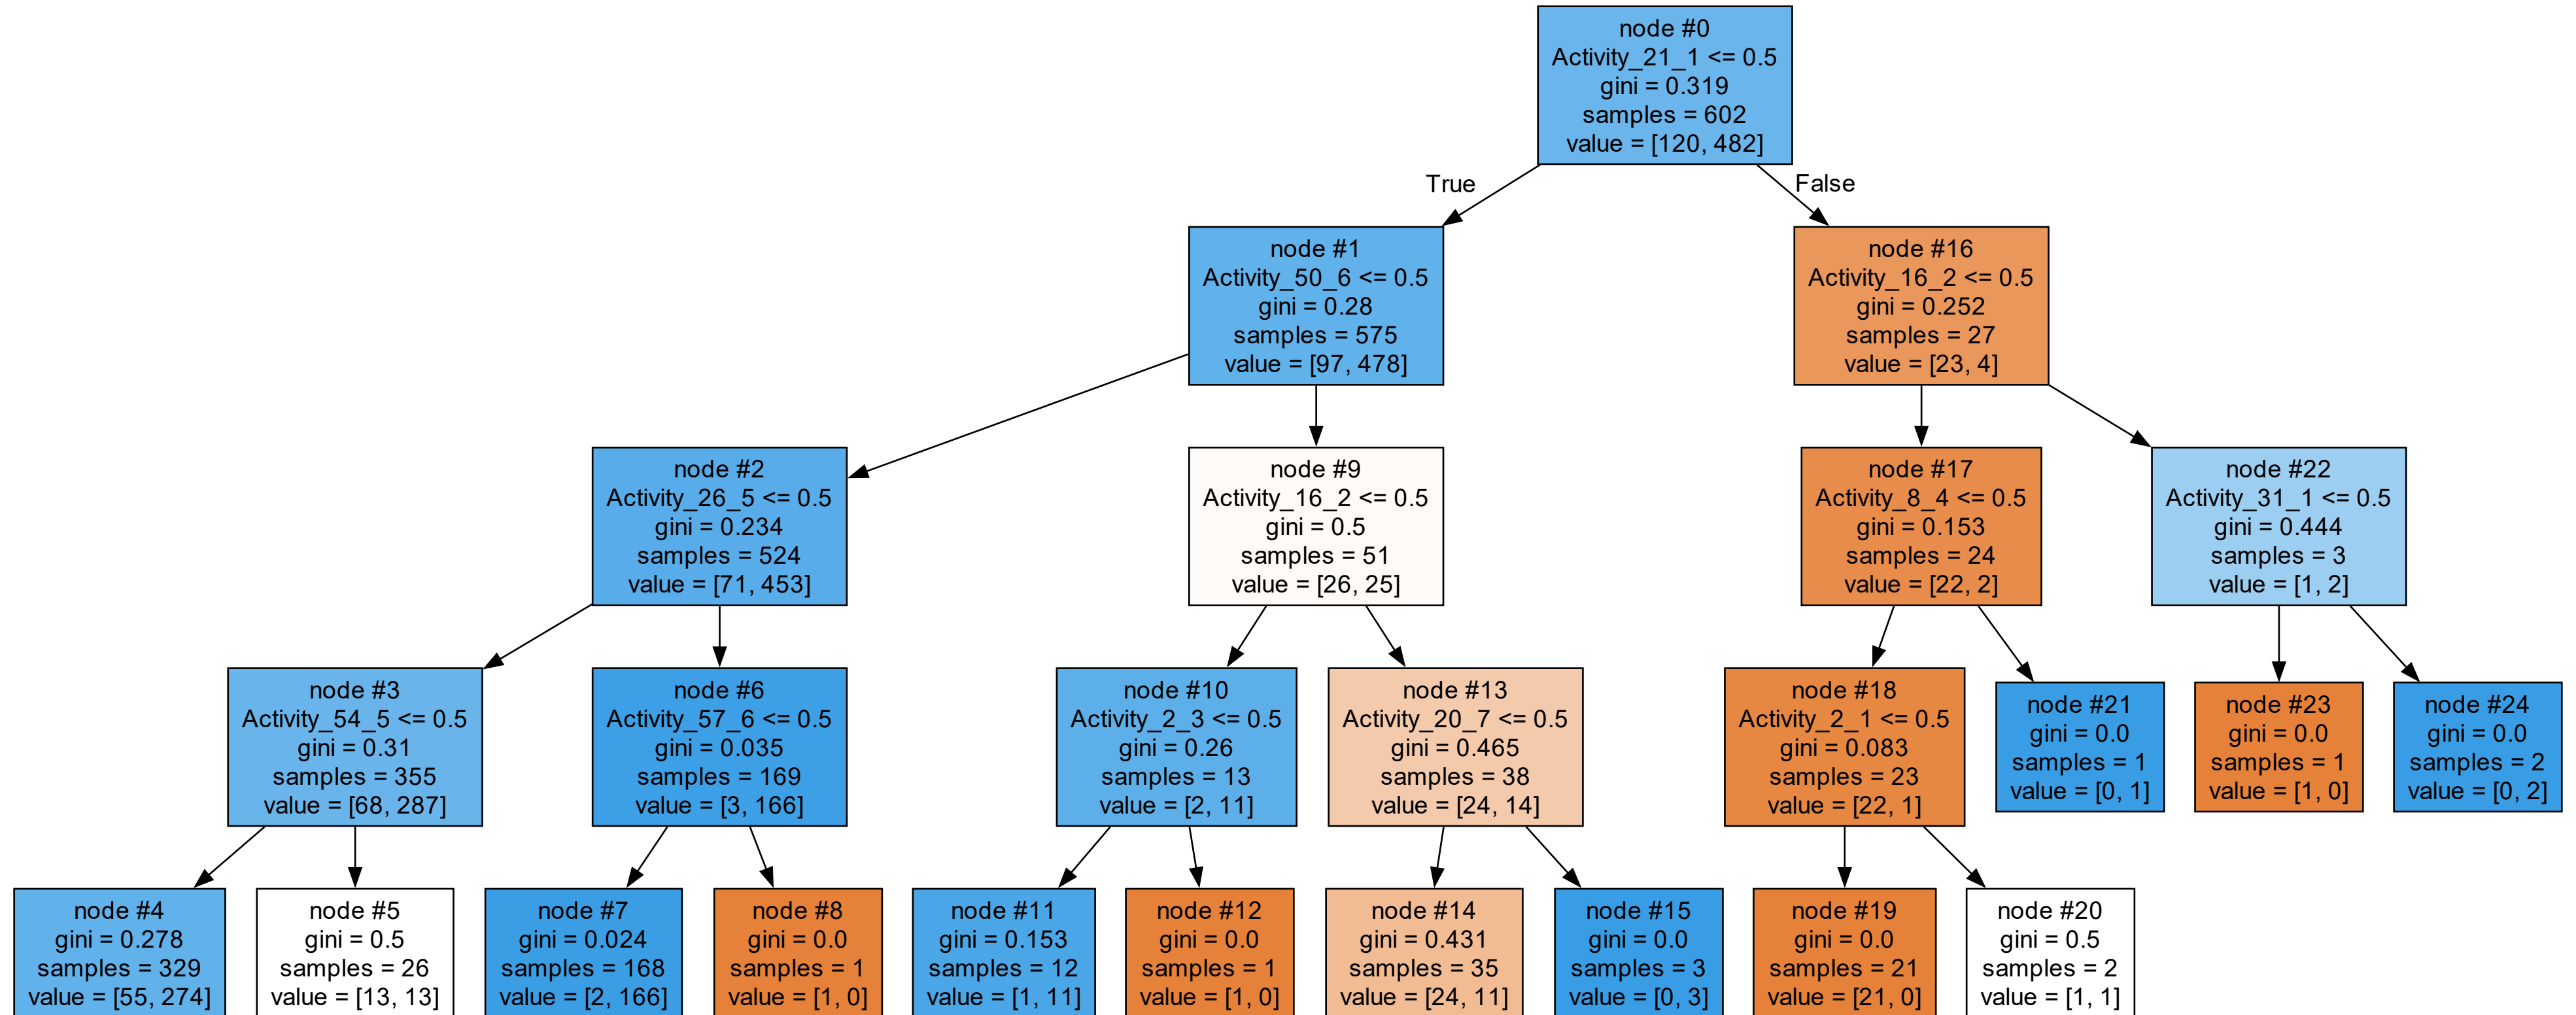 node #0
Activity_21_1 <= 0.5
gini = 0.319
samples = 602
value = [120, 482]
True
False
node #1
Activity_50_6 <= 0.5
gini = 0.28
samples = 575
value = [97, 478]
node #16
Activity_16_2 <= 0.5
gini = 0.252
samples = 27
value = [23, 4]
node #2
Activity_26_5 <= 0.5
gini = 0.234
samples = 524
value = [71, 453]
node #9
Activity_16_2 <= 0.5
gini = 0.5
samples = 51
value = [26, 25]
node #17
Activity_8_4 <= 0.5
gini = 0.153
samples = 24
value = [22, 2]
node #22
Activity_31_1 <= 0.5
gini = 0.444
samples = 3
value = [1, 2]
node #3
Activity_54_5 <= 0.5
gini = 0.31
samples = 355
value = [68, 287]
node #6
Activity_57_6 <= 0.5
gini = 0.035
samples = 169
value = [3, 166]
node #10
Activity_2_3 <= 0.5
gini = 0.26
samples = 13
value = [2, 11]
node #13
Activity_20_7 <= 0.5
gini = 0.465
samples = 38
value = [24, 14]
node #18
Activity_2_1 <= 0.5
gini = 0.083
samples = 23
value = [22, 1]
node #21
gini = 0.0
samples = 1
value = [0, 1]
node #23
gini = 0.0
samples = 1
value = [1, 0]
node #24
gini = 0.0
samples = 2
value = [0, 2]
node #4
gini = 0.278
samples = 329
value = [55, 274]
node #5
gini = 0.5
samples = 26
value = [13, 13]
node #7
gini = 0.024
samples = 168
value = [2, 166]
node #8
gini = 0.0
samples = 1
value = [1, 0]
node #11
gini = 0.153
samples = 12
value = [1, 11]
node #12
gini = 0.0
samples = 1
value = [1, 0]
node #14
gini = 0.431
samples = 35
value = [24, 11]
node #15
gini = 0.0
samples = 3
value = [0, 3]
node #19
gini = 0.0
samples = 21
value = [21, 0]
node #20
gini = 0.5
samples = 2
value = [1, 1]